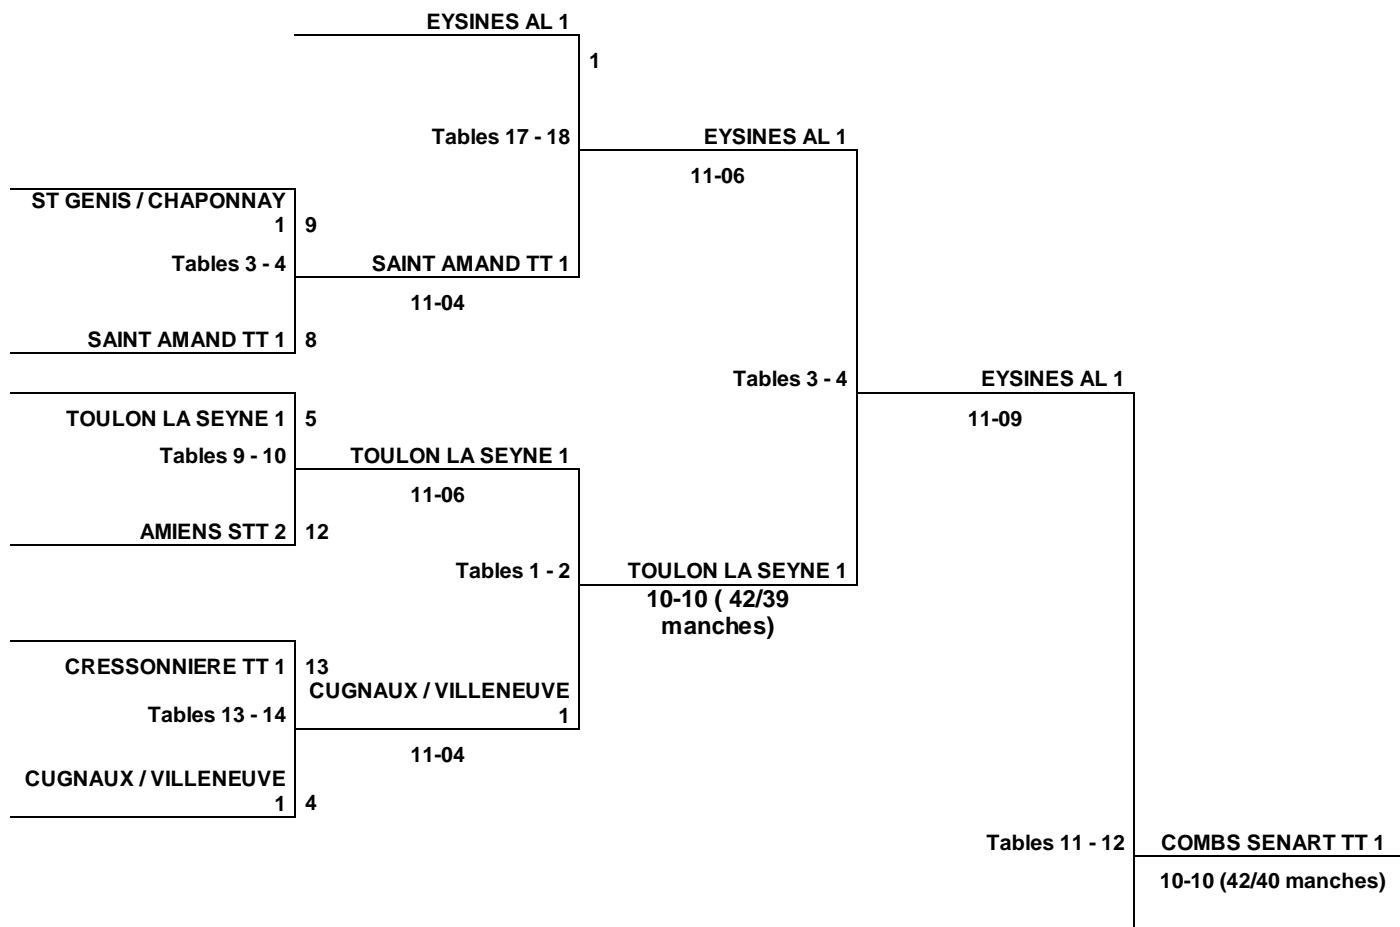 EYSINES AL 1
1
Tables 17 - 18
EYSINES AL 1
11-06
ST GENIS / CHAPONNAY
1
9
Tables 3 - 4
SAINT AMAND TT 1
11-04
SAINT AMAND TT 1
8
Tables 3 - 4
EYSINES AL 1
11-09
TOULON LA SEYNE 1
5
Tables 9 - 10
TOULON LA SEYNE 1
11-06
AMIENS STT 2
12
Tables 1 - 2
TOULON LA SEYNE 1
10-10 ( 42/39
manches)
CRESSONNIERE TT 1
13
CUGNAUX / VILLENEUVE
1
Tables 13 - 14
11-04
CUGNAUX / VILLENEUVE
1
4
Tables 11 - 12
COMBS SENART TT 1
10-10 (42/40 manches)